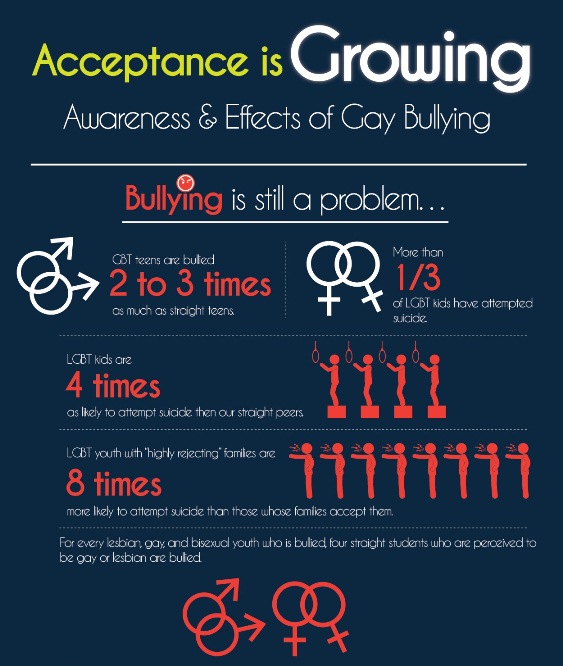 Acceptance is Growing
Awareness & Effects of Gay Bullying
Bullying is still a problem...
GBT teens are bullied
2 to 3 times
as much as straight teens.
More than
1/3
of LGBT kids have attempted
suicide.
LGBT kids are
4 times
as likely to attempt suicide then our straight peers.
LGBT youth with "highly rejecting" families are
8 times
more likely to attempt suicide than those whose families accept them.
For every lesbian, gay, and bisexual youth who is bullied, four straight students who are perceived to
be gay or lesbian are bullied.